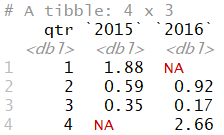 # A tibble: 4 x 3
qtr `2015` `2016`
<dbl> <dbl> <dbl>
1 1 1.88 NA
2 2 0.59 0.92
3 3 0.35 0.17
4 4 NA 2.66